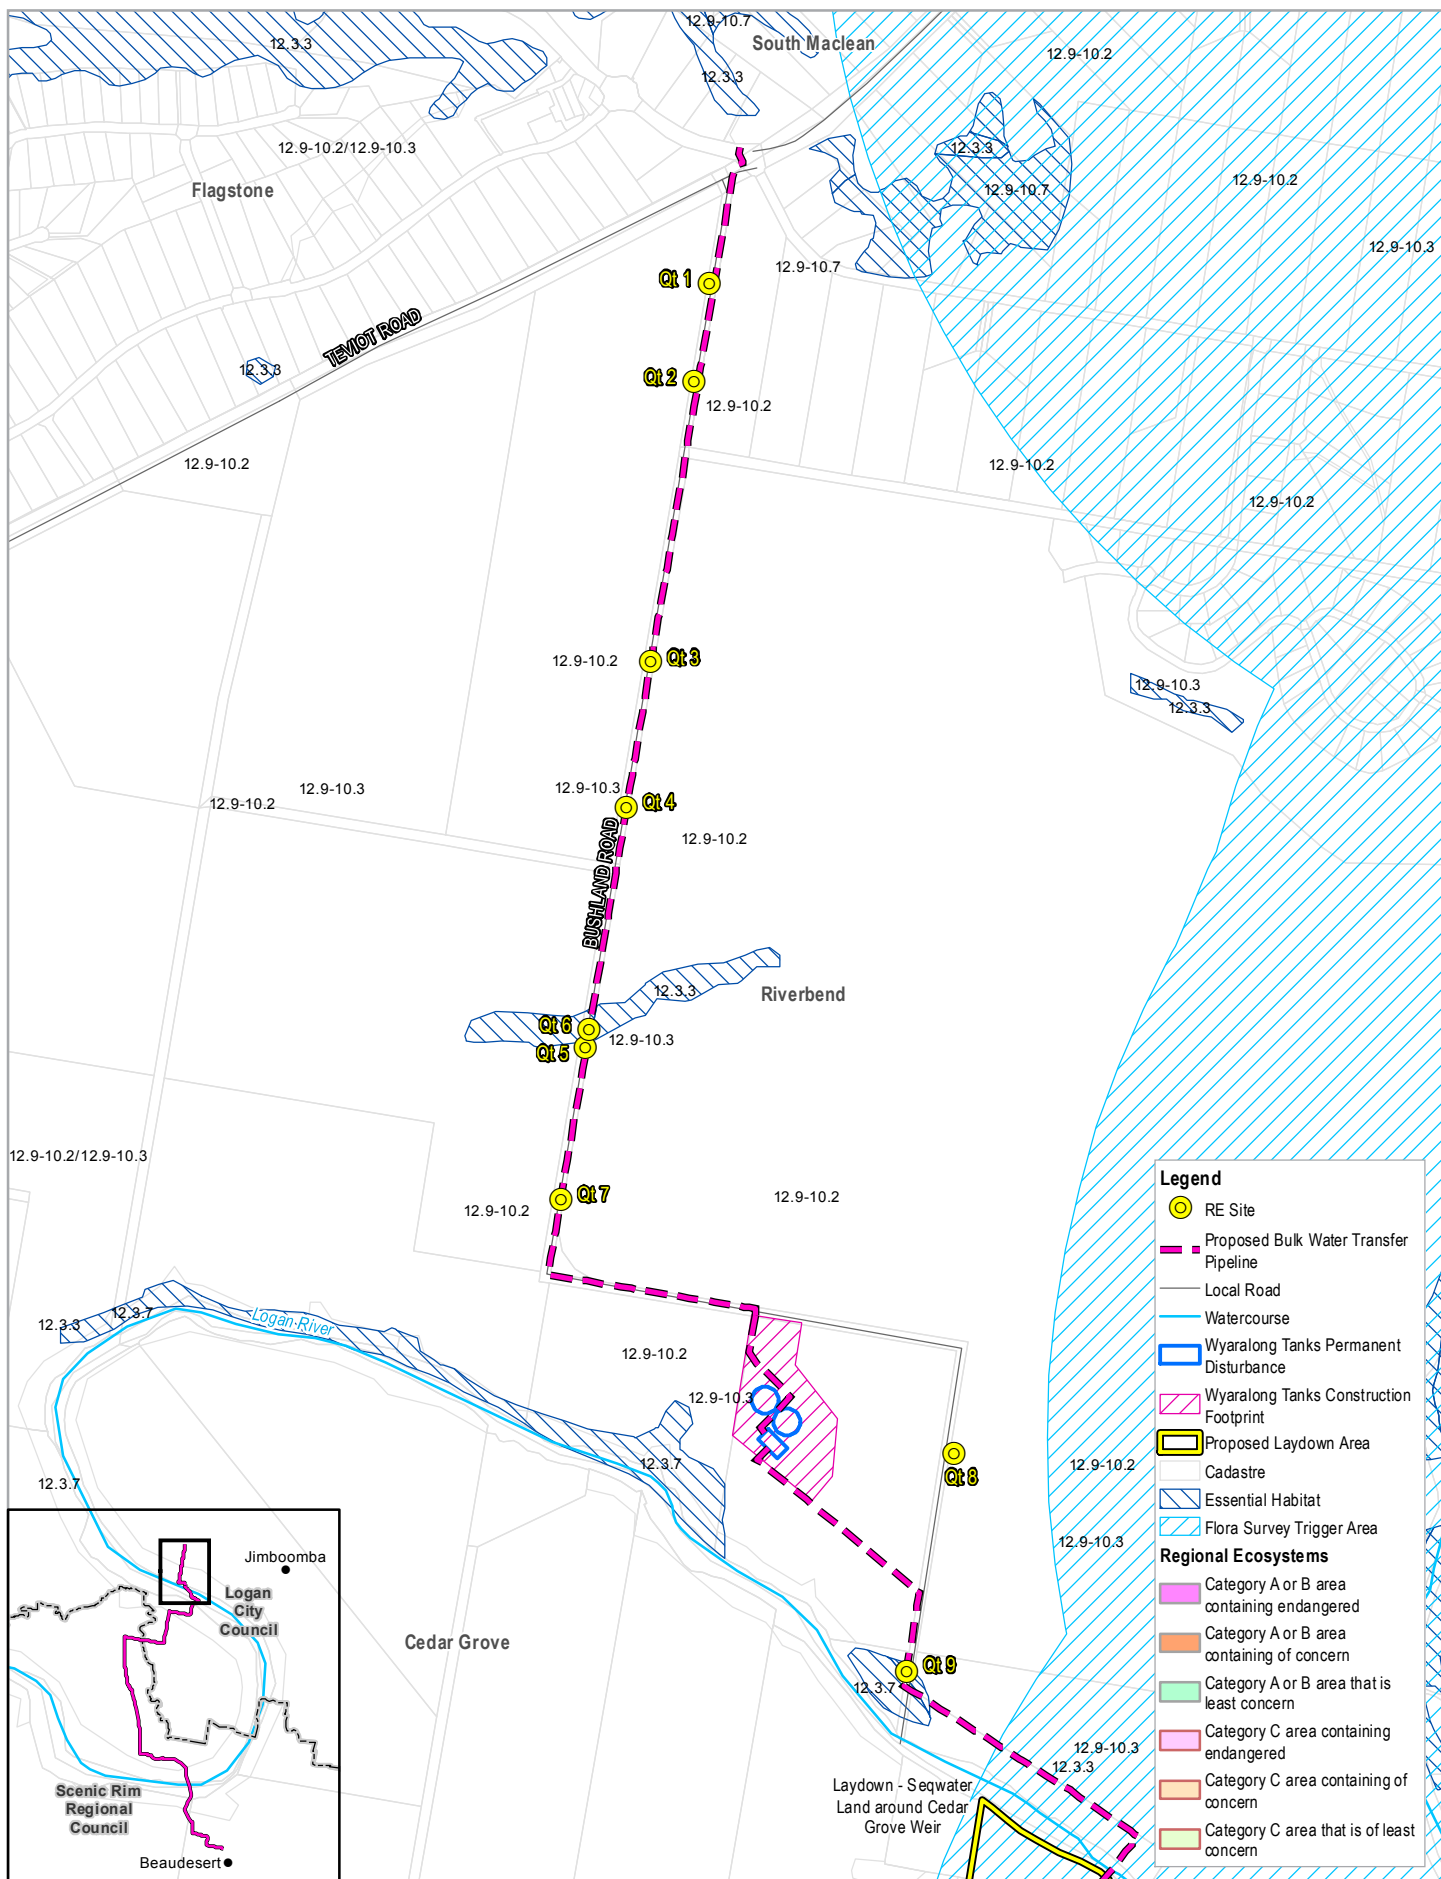 12.9-10.7
South Maclean
12.3.3
12.9-10.2
12.3.3
12.9-10.2/12.9-10.3
12.3.3
Flagstone
12.9-10.7
12.9-10.2
12.9-10.3
12.9-10.7
Qt 1
TEVIOT ROAD
12.3.3
Qt 2
12.9-10.2
12.9-10.2
12.9-10.2
12.9-10.2
12.9-10.2
Qt 3
12.9-10.3
12.3.3
12.9-10.3
12.9-10.3
12.9-10.2
Qt 4
12.9-10.2
BUSHLAND ROAD
12.3.3
Riverbend
Qt 6
12.9-10.3
Qt 5
12.9-10.2/12.9-10.3
12.9-10.2
Qt 7
12.9-10.2
12.3.3
12.3.7
Logan River
12.9-10.2
12.9-10.3
12.3.7
12.3.7
Qt 8
12.9-10.2
12.9-10.3
Cedar Grove
Qt 9
12.3.7
12.9-10.3
12.3.3
Laydown - Seqwater
Land around Cedar
Grove Weir
Legend
RE Site
Proposed Bulk Water Transfer
Pipeline
Local Road
Watercourse
Wyaralong Tanks Permanent
Disturbance
Wyaralong Tanks Construction
Footprint
Proposed Laydown Area
Cadastre
Essential Habitat
Flora Survey Trigger Area
Regional Ecosystems
Category A or B area
containing endangered
Category A or B area
containing of concern
Category A or B area that is
least concern
Category C area containing
endangered
Category C area containing of
concern
Category C area that is of least
concern
Jimboomba
Logan
City
Council
Scenic Rim
Regional
Council
Beaudesert